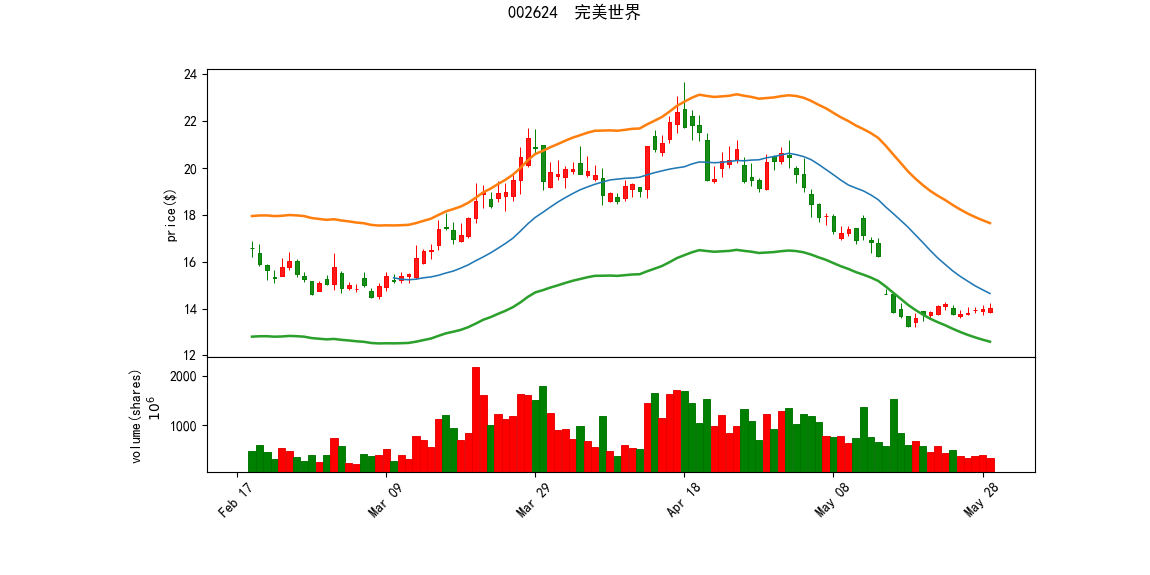 002624 完美世界
24
22
20
18
16
14
12
price($)
2000
1000
volume(shares)
10^6
Feb 17
Mar 09
Mar 29
Apr 18
May 08
May 28